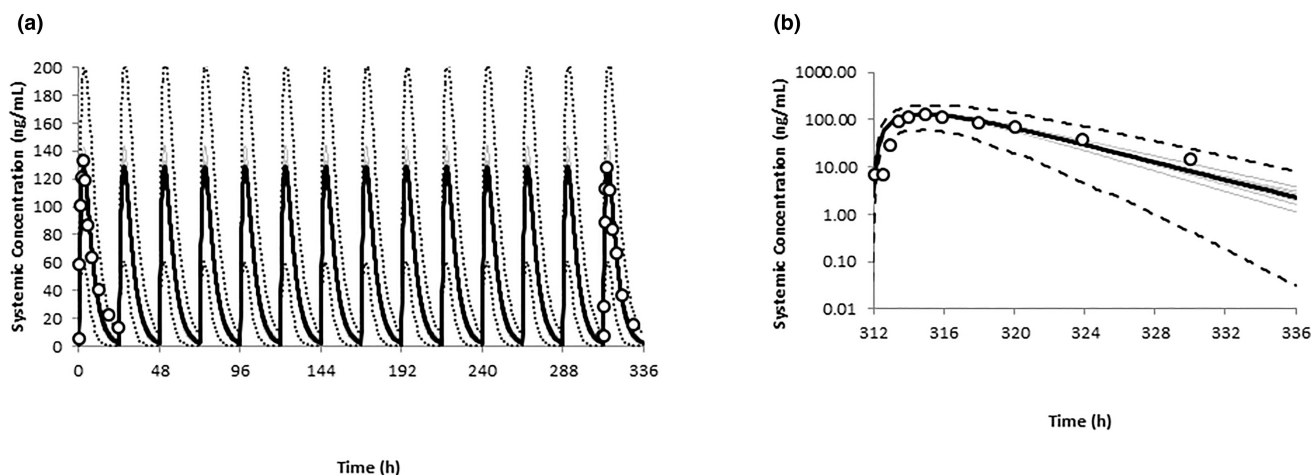 (a)
Systemic Concentration (ng/mL)
200
180
160
140
120
100
80
60
40
20
0
0 48 96 144 192 240 288 336
Time (h)
(b)
Systemic Concentration (ng/mL)
1000.00
100.00
10.00
1.00
0.10
0.01
312 316 320 324 328 332 336
Time (h)